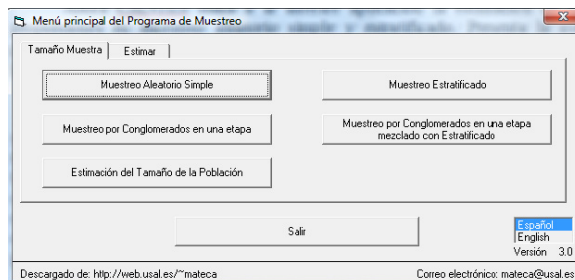 Menú principal del Programa de Muestreo
Tamaño Muestra
Estimar
Muestreo Aleatorio Simple
Muestreo Estratificado
Muestreo por Conglomerados en una etapa
Muestreo por Conglomerados en una etapa
mezclado con Estratificado
Estimación del Tamaño de la Población
Salir
Español
English
Versión 3.0
Descargado de: http://web.usal.es/~mateca
Correo electrónico: mateca@usal.es